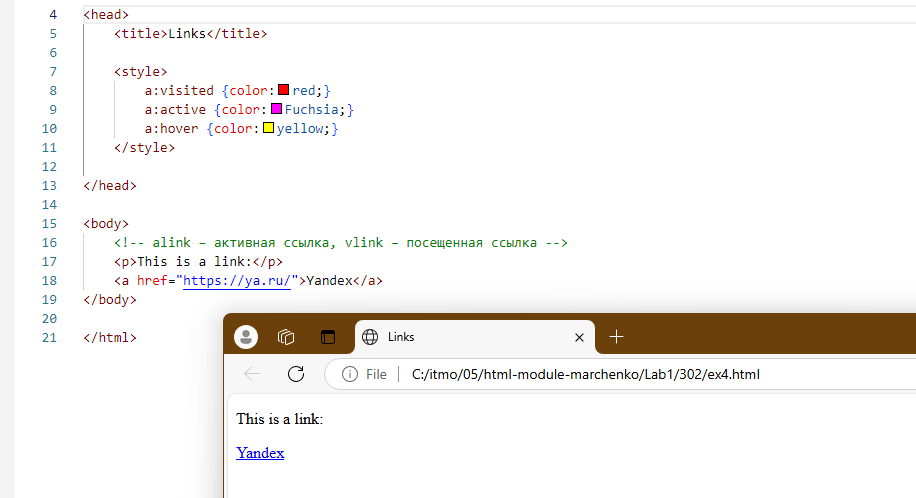 4 <head>
5 <title>Links</title>
6
7 <style>
8 a:visited {color:red;}
9 a:active {color:Fuchsia;}
10 a:hover {color:yellow;}
11 </style>
12
13 </head>
14
15 <body>
16 <!-- alink – активная ссылка, vlink – посещенная ссылка -->
17 <p>This is a link:</p>
18 <a href="https://ya.ru/">Yandex</a>
19 </body>
20
21 </html>
Links
File C:/itmo/05/html-module-marchenko/Lab1/302/ex4.html
This is a link:
Yandex